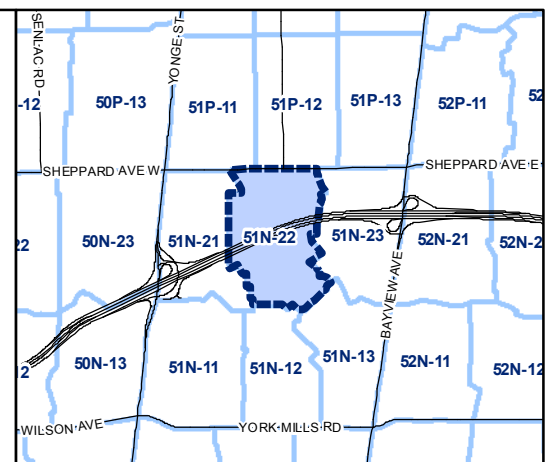 SENLAC RD
YONGE ST
-12
50P-13
51P-11
51P-12
51P-13
52P-11
52
SHEPPARD AVE W
SHEPPARD AVE E
22
50N-23
51N-21
51N-22
51N-23
52N-21
52N-2
BAYVIEW AVE
2
50N-13
51N-11
51N-12
51N-13
52N-11
52N-12
WILSON AVE
YORK MILLS RD